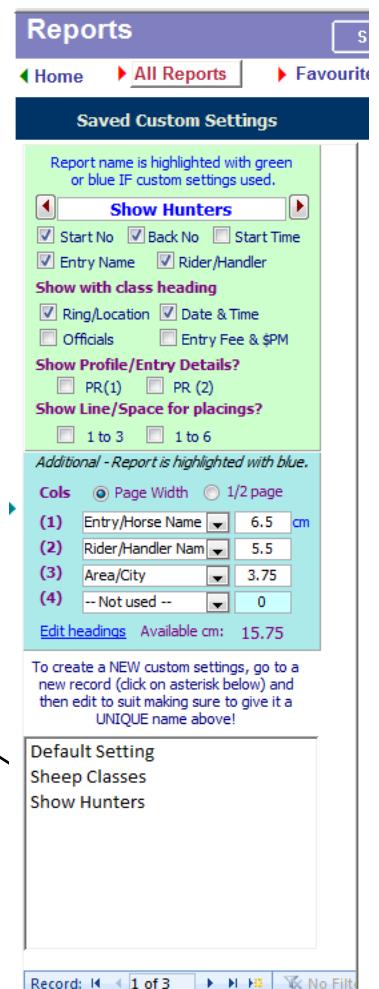 Reports
S
Home All Reports Favourite
Saved Custom Settings
Report name is highlighted with green
or blue IF custom settings used.
Show Hunters
Start No Back No Start Time
Entry Name Rider/Handler
Show with class heading
Ring/Location Date & Time
Officials Entry Fee & $PM
Show Profile/Entry Details?
PR(1) PR (2)
Show Line/Space for placings?
1 to 3 1 to 6
Additional - Report is highlighted with blue.
Cols Page Width 1/2 page
(1) Entry/Horse Name 6.5 cm
(2) Rider/Handler Nam 5.5
(3) Area/City 3.75
(4) -- Not used -- 0
Edit headings Available cm: 15.75
To create a NEW custom settings, go to a
new record (click on asterisk below) and
then edit to suit making sure to give it a
UNIQUE name above!
Default Setting
Sheep Classes
Show Hunters
Record: 1 of 3 No Filte